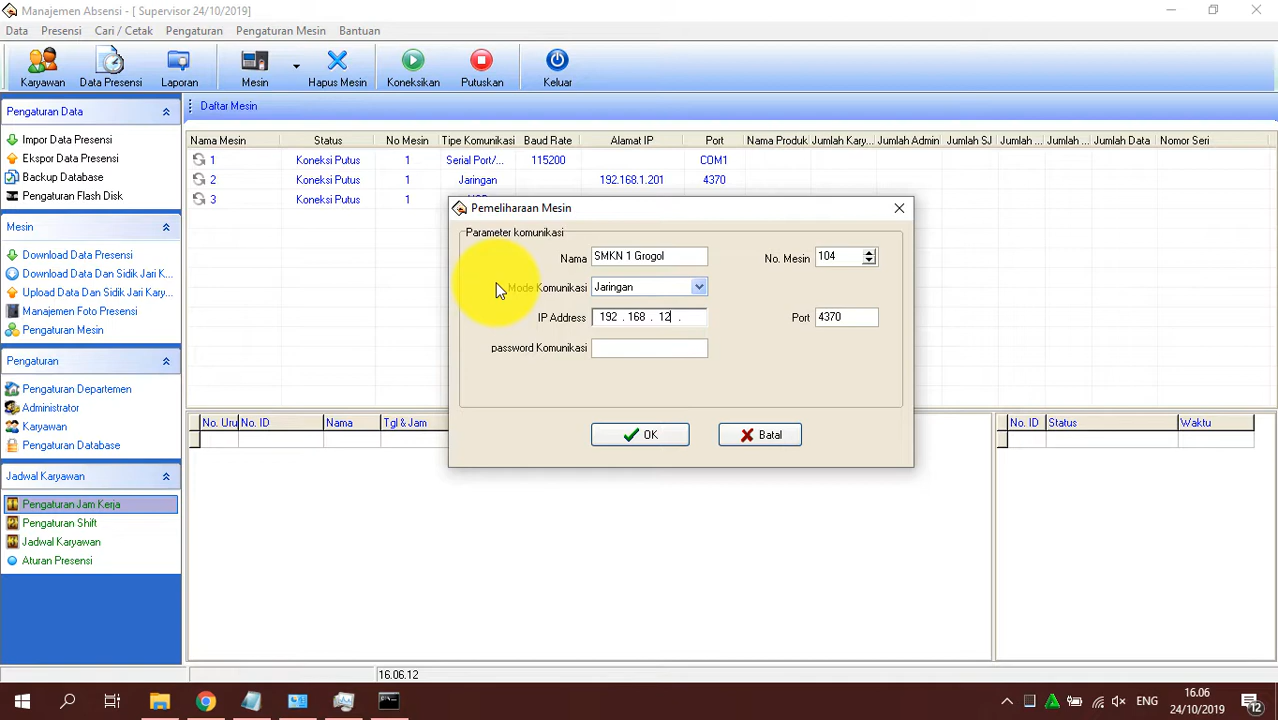 Manajemen Absensi - [ Supervisor 24/10/2019]
Data Presensi Cari / Cetak Pengaturan Pengaturan Mesin Bantuan
Karyawan Data Presensi Laporan Mesin Hapus Mesin Koneksikan Putuskan Keluar
Pengaturan Data
Impor Data Presensi
Ekspor Data Presensi
Backup Database
Pengaturan Flash Disk
Mesin
Download Data Presensi
Download Data Dan Sidik Jari K...
Upload Data Dan Sidik Jari Kary...
Manajemen Foto Presensi
Pemeliharaan Mesin
Pengaturan
Pengaturan Departemen
Administrator
Karyawan
Pengaturan Database
Jadwal Karyawan
Pengaturan Jam Kerja
Pengaturan Shift
Jadwal Karyawan
Aturan Presensi
Daftar Mesin
Nama Mesin Status No Mesin Tipe Komunikasi Baud Rate Alamat IP Port Nama Produk Jumlah Kary... Jumlah Admin Jumlah SJ Jumlah ... Jumlah ... Jumlah Data Nomor Seri
1 Koneksi Putus 1 Serial Port/... 115200 COM1
2 Koneksi Putus 1 Jaringan 192.168.1.201 4370
3 Koneksi Putus 1
Pemeliharaan Mesin
Parameter komunikasi
Nama SMKN 1 Grogol No. Mesin 104
Mode Komunikasi Jaringan
IP Address 192 . 168 . 12 . Port 4370
password Komunikasi
OK Batal
No. Uru No. ID Nama Tgl & Jam
No. ID Status Waktu
16.06.12
ENG
16.06
24/10/2019
12